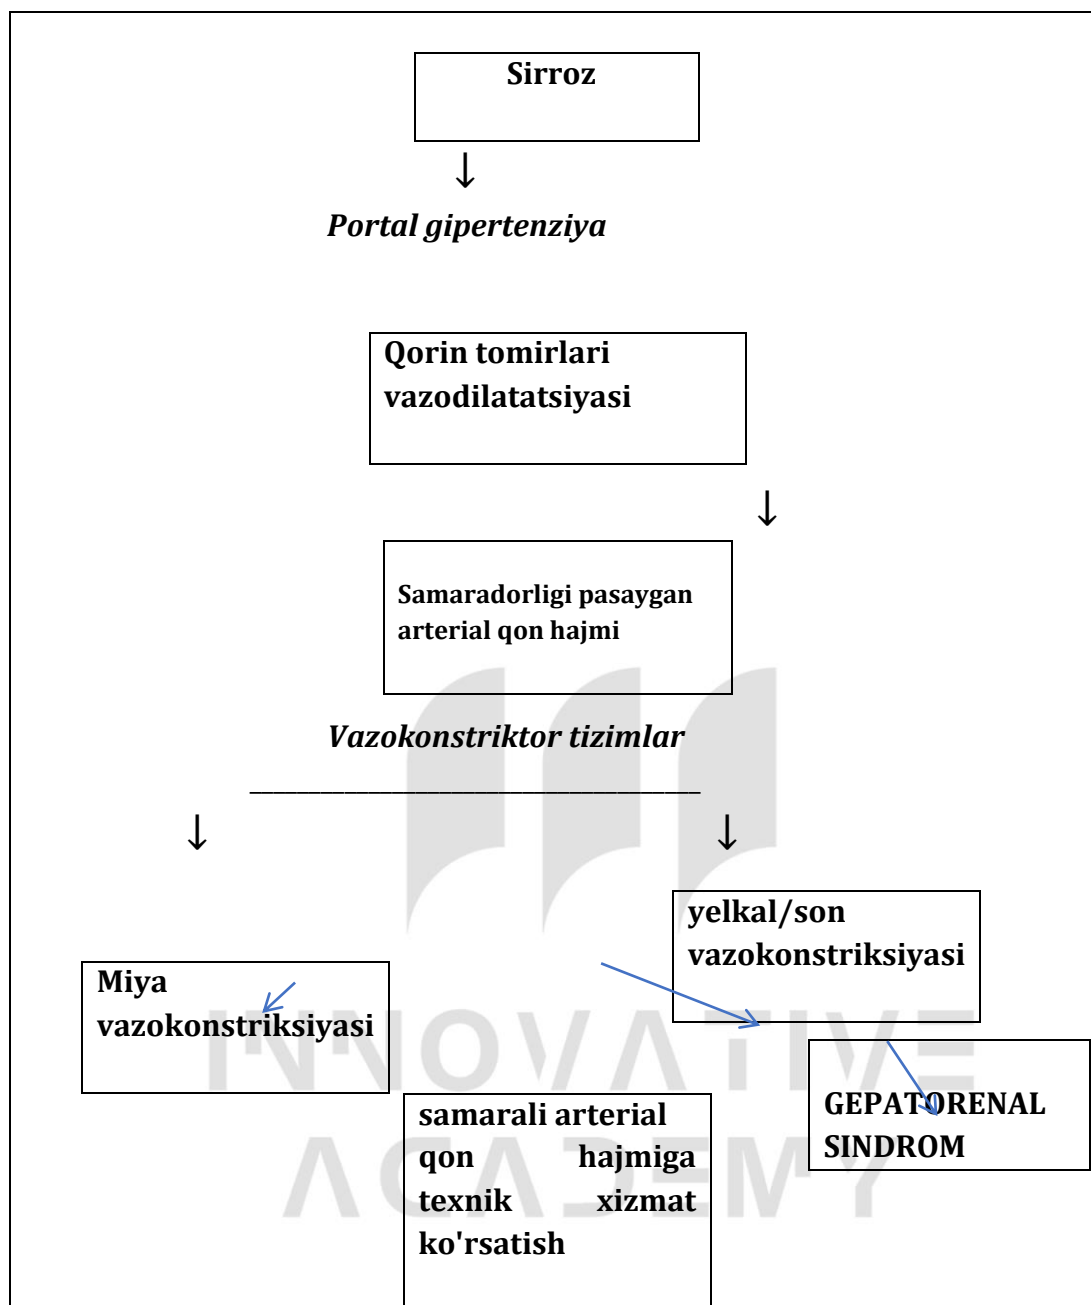 Sirroz
↓
Portal gipertenziya
Qorin tomirlari
vazodilatatsiyasi
↓
Samaradorligi pasaygan
arterial qon hajmi
Vazokonstriktor tizimlar
↓ ↓
yelkal/son
vazokonstriksiyasi
Miya
vazokonstriksiyasi
GEPATORENAL
SINDROM
samarali arterial
qon hajmiga
texnik xizmat
ko'rsatish
INNOVATIVE
ACADEMY